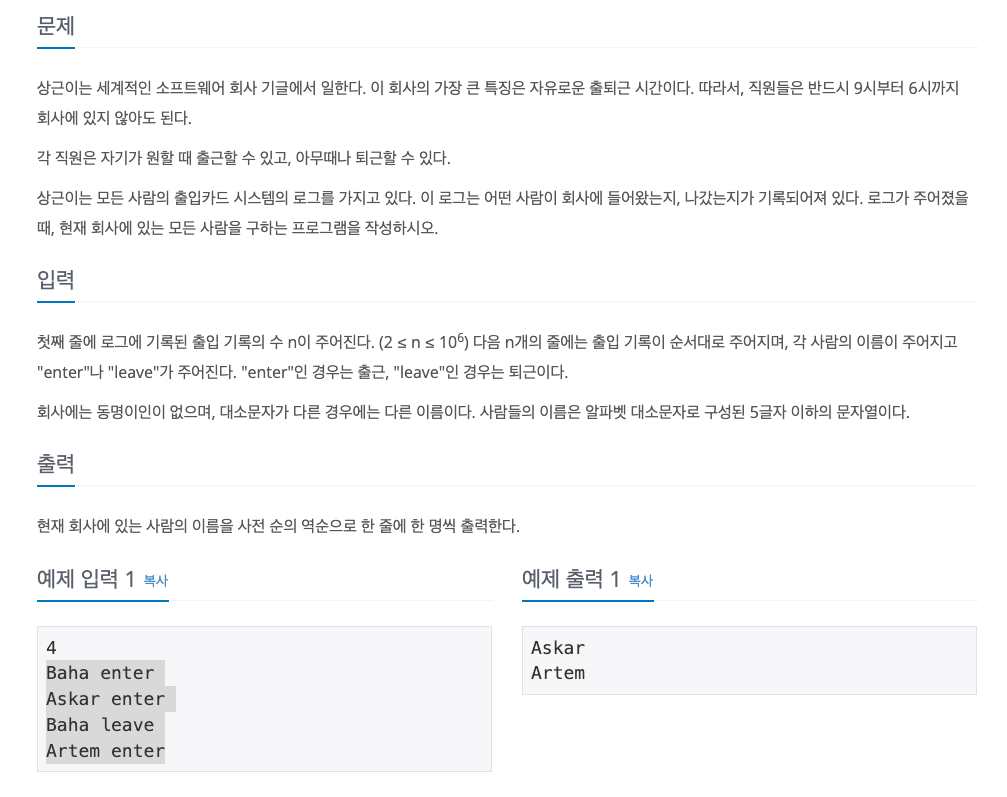 문제
상근이는 세계적인 소프트웨어 회사 기글에서 일한다. 이 회사의 가장 큰 특징은 자유로운 출퇴근 시간이다. 따라서, 직원들은 반드시 9시부터 6시까지
회사에 있지 않아도 된다.
각 직원은 자기가 원할 때 출근할 수 있고, 아무때나 퇴근할 수 있다.
상근이는 모든 사람의 출입카드 시스템의 로그를 가지고 있다. 이 로그는 어떤 사람이 회사에 들어왔는지, 나갔는지가 기록되어져 있다. 로그가 주어졌을
때, 현재 회사에 있는 모든 사람을 구하는 프로그램을 작성하시오.
입력
첫째 줄에 로그에 기록된 출입 기록의 수 n이 주어진다. (2 ≤ n ≤ 10⁶) 다음 n개의 줄에는 출입 기록이 순서대로 주어지며, 각 사람의 이름이 주어지고
"enter"나 "leave"가 주어진다. "enter"인 경우는 출근, "leave"인 경우는 퇴근이다.
회사에는 동명이인이 없으며, 대소문자가 다른 경우에는 다른 이름이다. 사람들의 이름은 알파벳 대소문자로 구성된 5글자 이하의 문자열이다.
출력
현재 회사에 있는 사람의 이름을 사전 순의 역순으로 한 줄에 한 명씩 출력한다.
예제 입력 1 복사
4
Baha enter
Askar enter
Baha leave
Artem enter
예제 출력 1 복사
Askar
Artem